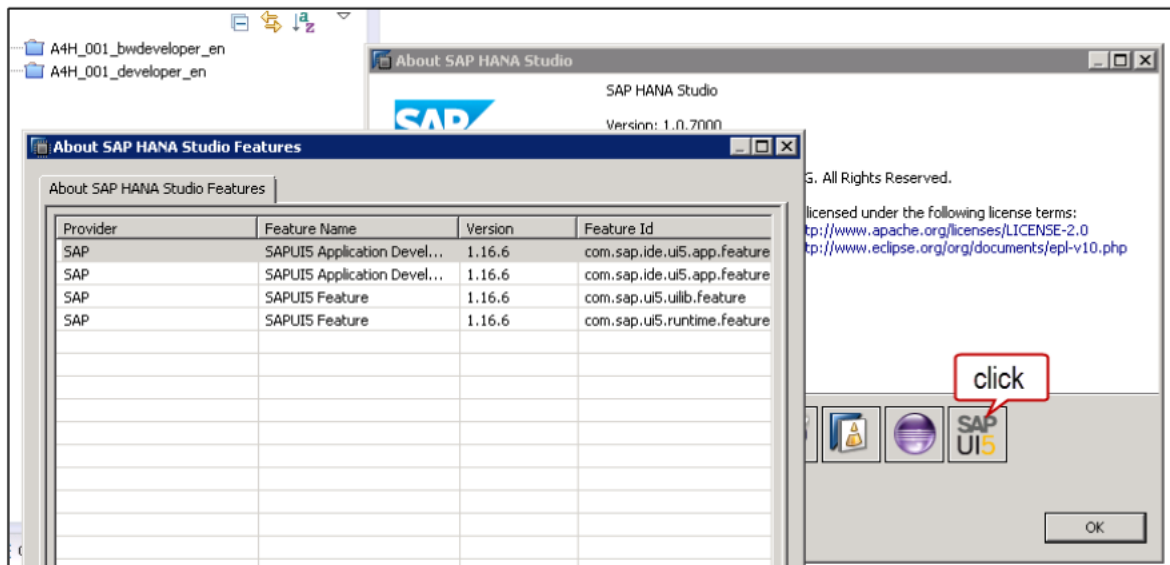 A4H_001_bwdeveloper_en
A4H_001_developer_en
About SAP HANA Studio
SAP HANA Studio
SAP
Version: 1.0.7000
About SAP HANA Studio Features
G. All Rights Reserved.
About SAP HANA Studio Features
licensed under the following license terms:
tp://www.apache.org/licenses/LICENSE-2.0
tp://www.eclipse.org/org/documents/epl-v10.php
Provider Feature Name Version Feature Id
SAP SAPUI5 Application Devel... 1.16.6 com.sap.ide.ui5.app.feature
SAP SAPUI5 Application Devel... 1.16.6 com.sap.ide.ui5.app.feature
SAP SAPUI5 Feature 1.16.6 com.sap.ui5.uilib.feature
SAP SAPUI5 Feature 1.16.6 com.sap.ui5.runtime.feature
click
SAP
UI5
OK